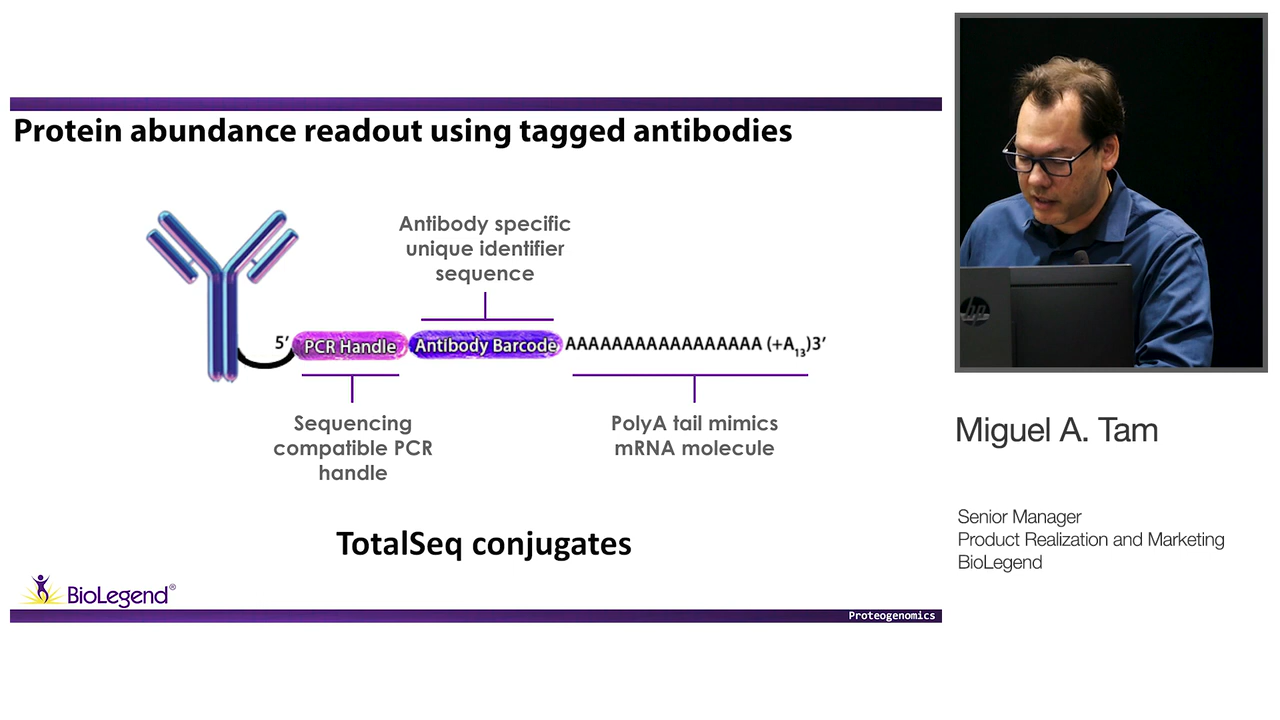 Protein abundance readout using tagged antibodies
Antibody specific
unique identifier
sequence
5’ PCR Handle Antibody Barcode AAAAAAAAAAAAAAAAA (+A13)3’
Sequencing
compatible PCR
handle
PolyA tail mimics
mRNA molecule
TotalSeq conjugates
BioLegend®
Proteogenomics
hp
Miguel A. Tam
Senior Manager
Product Realization and Marketing
BioLegend